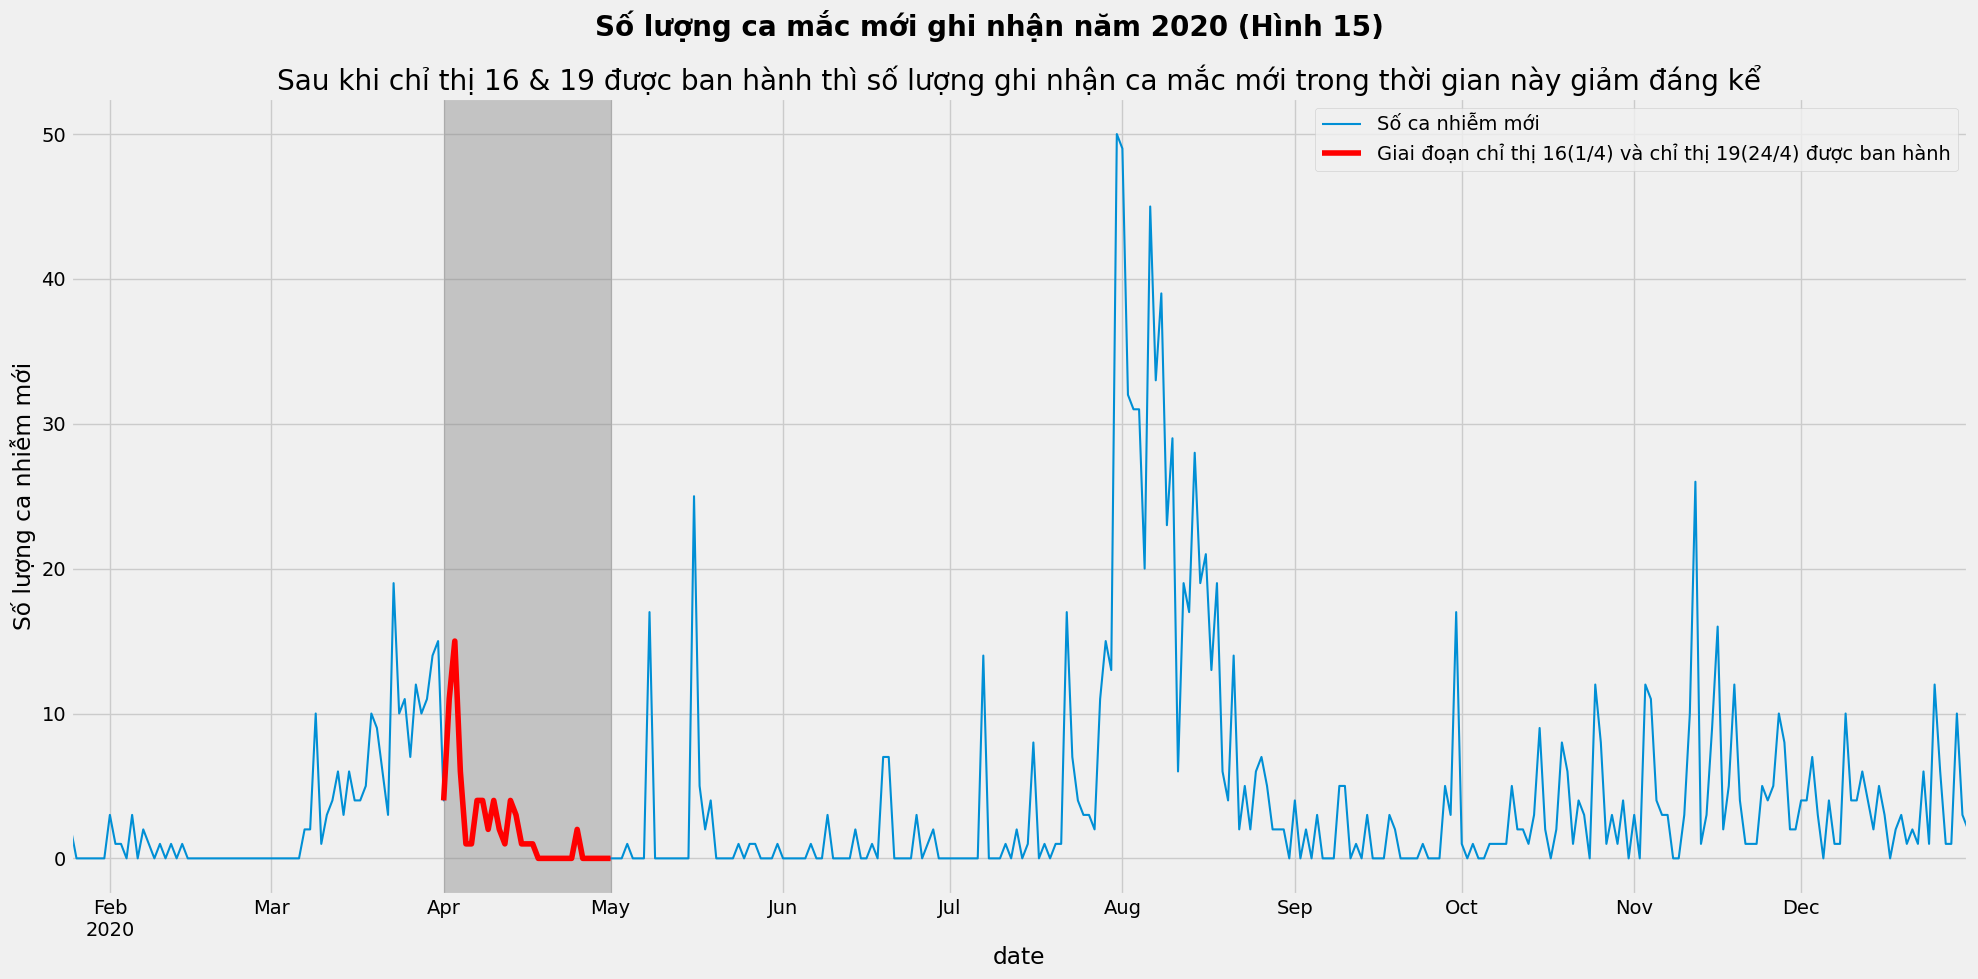 Số lượng ca mắc mới ghi nhận năm 2020 (Hình 15)
Sau khi chỉ thị 16 & 19 được ban hành thì số lượng ghi nhận ca mắc mới trong thời gian này giảm đáng kể
Số ca nhiễm mới
Giai đoạn chỉ thị 16(1/4) và chỉ thị 19(24/4) được ban hành
Số lượng ca nhiễm mới
50
40
30
20
10
0
Feb Mar Apr May Jun Jul Aug Sep Oct Nov Dec
2020
date